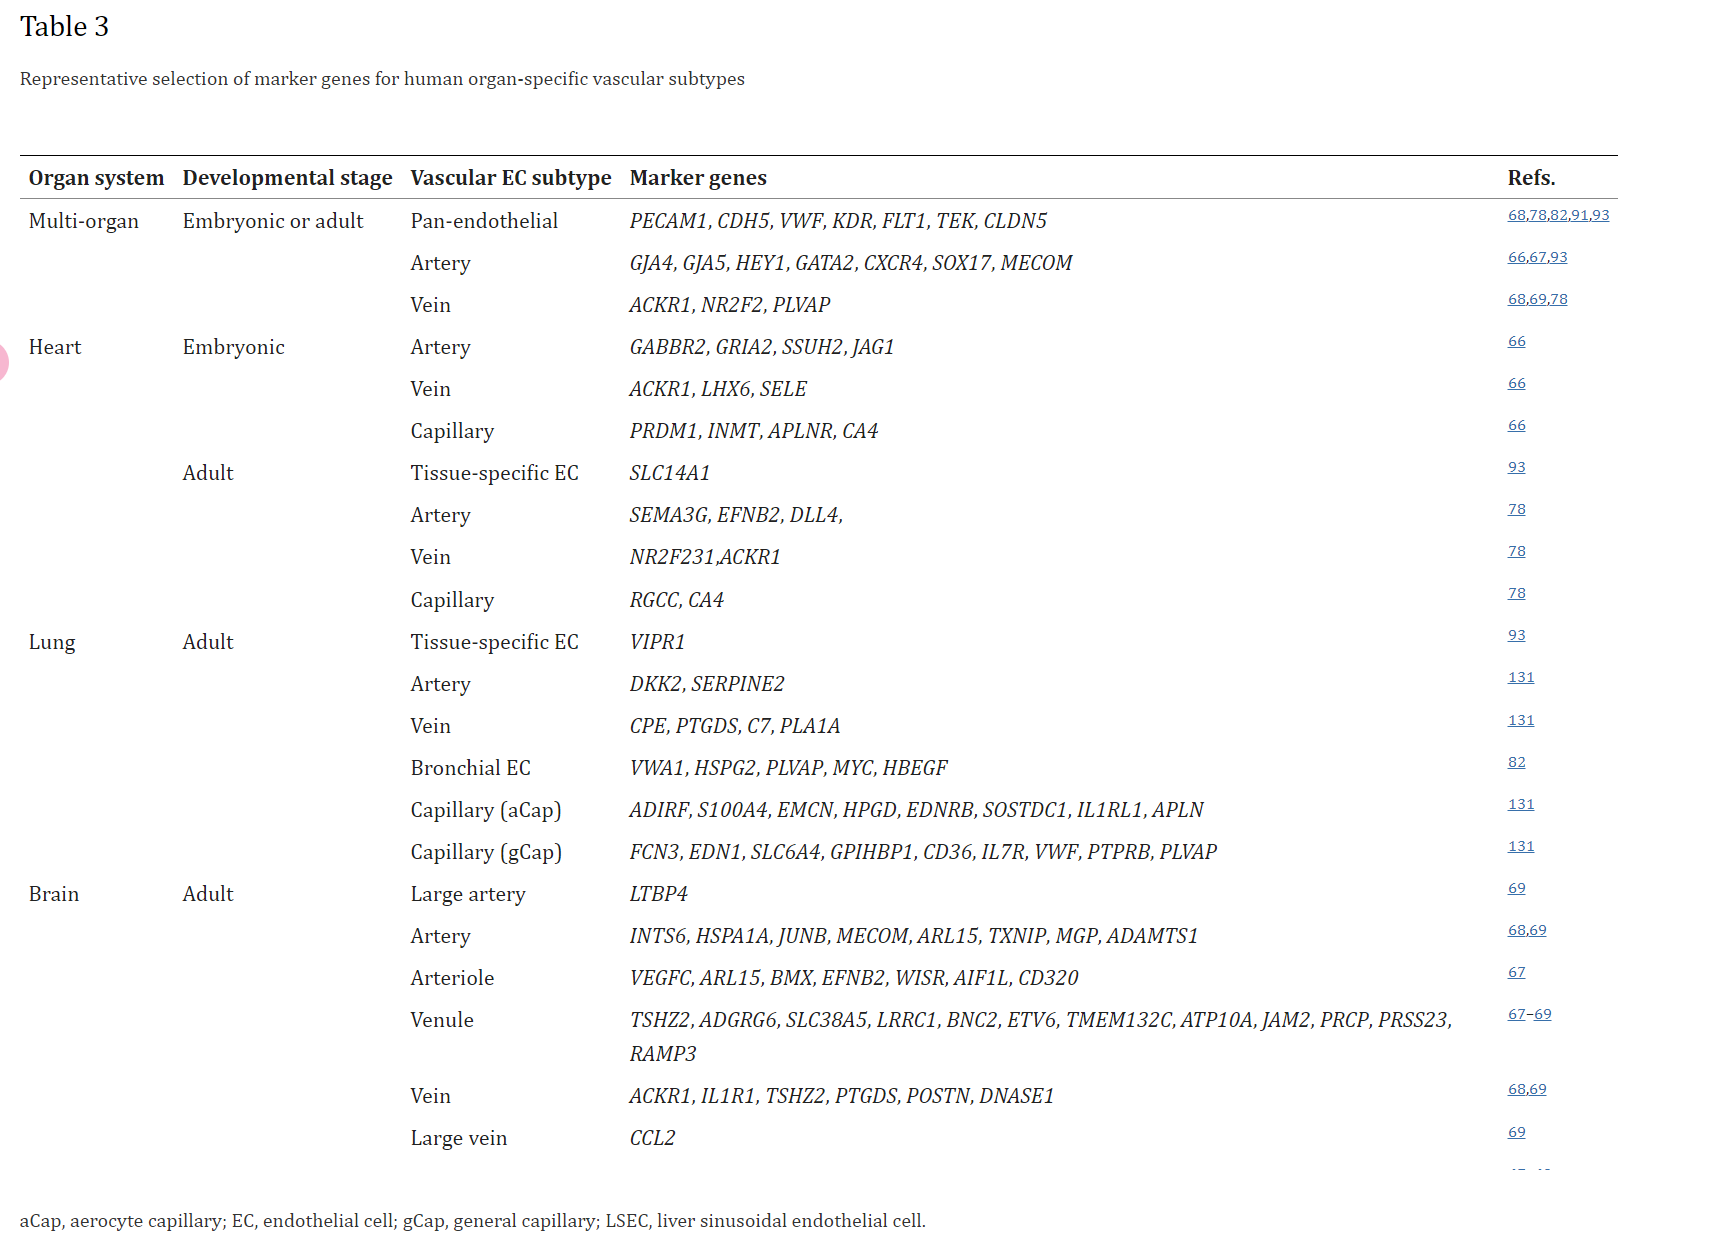 Table 3
Representative selection of marker genes for human organ-specific vascular subtypes
Organ system Developmental stage Vascular EC subtype Marker genes Refs.
Multi-organ Embryonic or adult Pan-endothelial PECAM1, CDH5, VWF, KDR, FLT1, TEK, CLDN5 68,78,82,91,93
Artery GJA4, GJA5, HEY1, GATA2, CXCR4, SOX17, MECOM 66,67,93
Vein ACKR1, NR2F2, PLVAP 68,69,78
Heart Embryonic Artery GABBR2, GRIA2, SSUH2, JAG1 66
Vein ACKR1, LHX6, SELE 66
Capillary PRDM1, INMT, APLNR, CA4 66
Adult Tissue-specific EC SLC14A1 93
Artery SEMA3G, EFNB2, DLL4, 78
Vein NR2F231,ACKR1 78
Capillary RGCC, CA4 78
Lung Adult Tissue-specific EC VIPR1 93
Artery DKK2, SERPINE2 131
Vein CPE, PTGDS, C7, PLA1A 131
Bronchial EC VWA1, HSPG2, PLVAP, MYC, HBEGF 82
Capillary (aCap) ADIRF, S100A4, EMCN, HPGD, EDNRB, SOSTDC1, IL1RL1, APLN 131
Capillary (gCap) FCN3, EDN1, SLC6A4, GPIHBP1, CD36, IL7R, VWF, PTPRB, PLVAP 131
Brain Adult Large artery LTBP4 69
Artery INTS6, HSPA1A, JUNB, MECOM, ARL15, TXNIP, MGP, ADAMTS1 68,69
Arteriole VEGFC, ARL15, BMX, EFNB2, WISR, AIF1L, CD320 67
Venule TSHZ2, ADGRG6, SLC38A5, LRRC1, BNC2, ETV6, TMEM132C, ATP10A, JAM2, PRCP, PRSS23, 67–69
RAMP3
Vein ACKR1, IL1R1, TSHZ2, PTGDS, POSTN, DNASE1 68,69
Large vein CCL2 69
aCap, aerocyte capillary; EC, endothelial cell; gCap, general capillary; LSEC, liver sinusoidal endothelial cell.